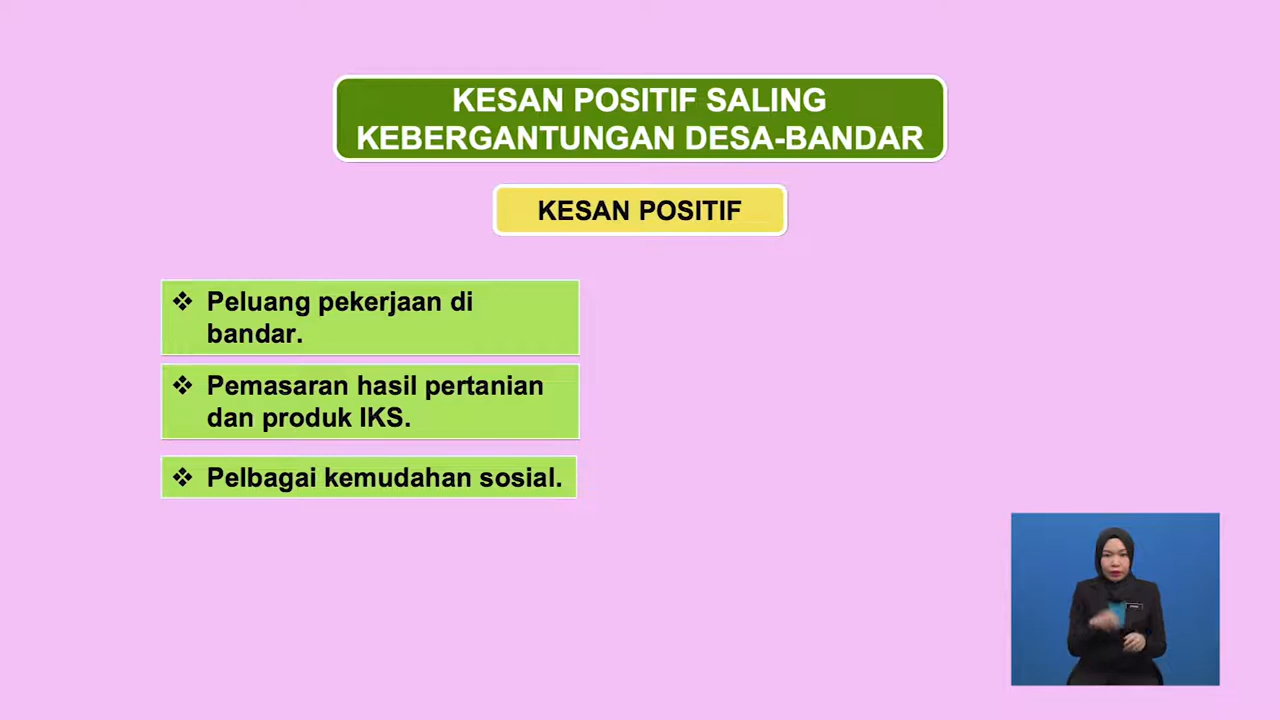 KESAN POSITIF SALING
KEBERGANTUNGAN DESA-BANDAR
KESAN POSITIF
❖ Peluang pekerjaan di
bandar.
❖ Pemasaran hasil pertanian
dan produk IKS.
❖ Pelbagai kemudahan sosial.